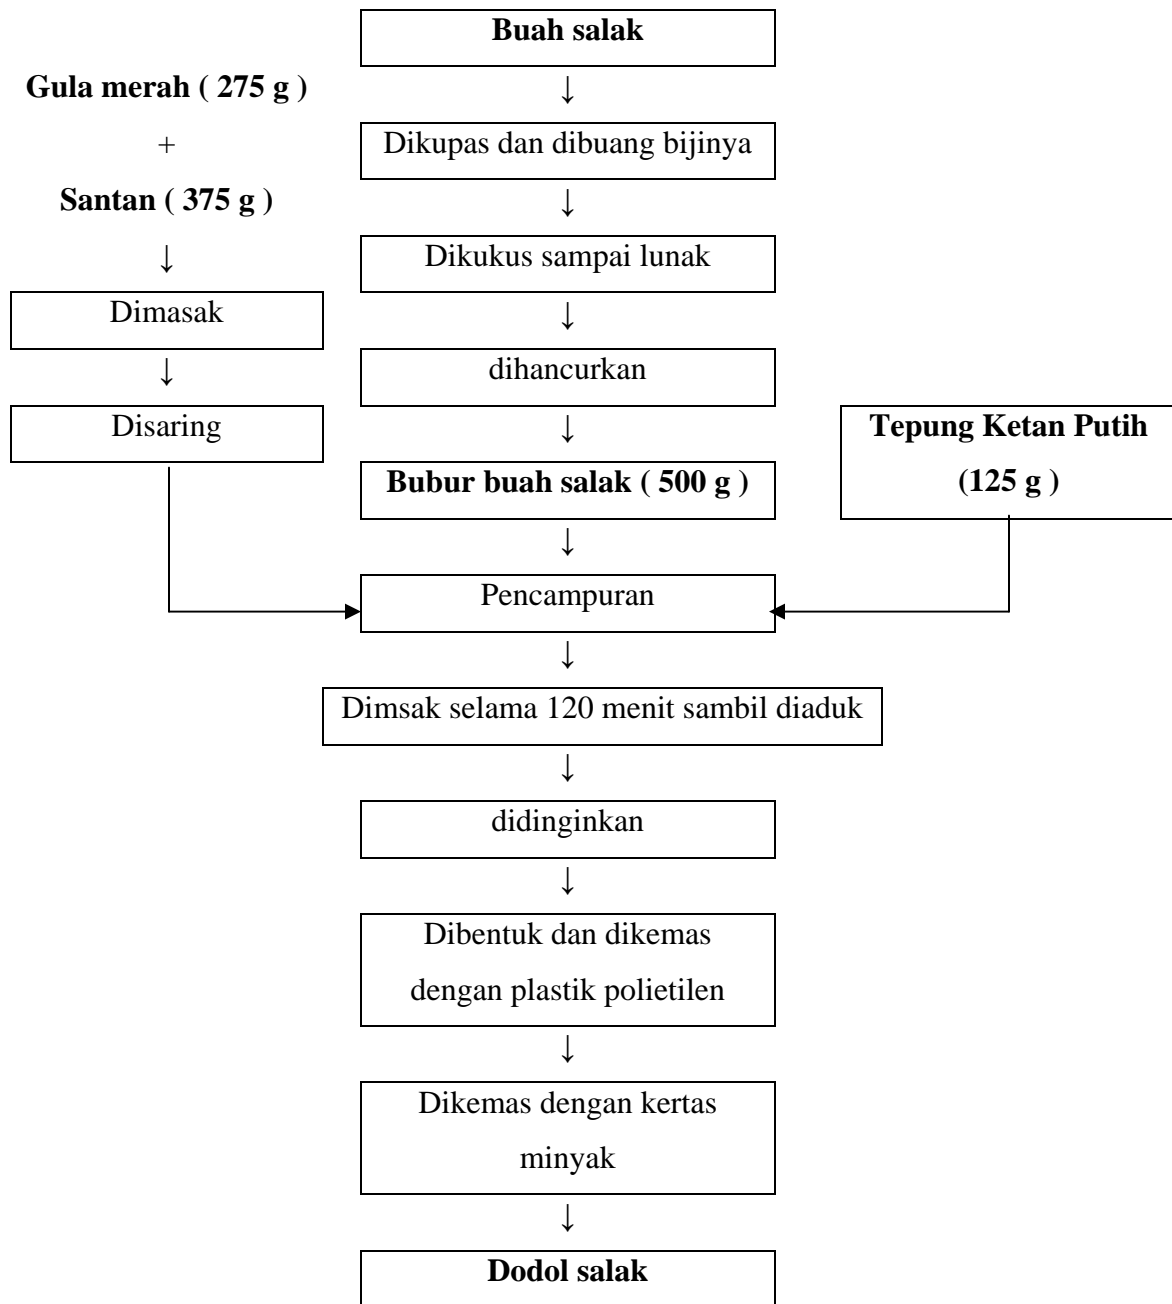 Buah salak
↓
Dikupas dan dibuang bijinya
↓
Dikukus sampai lunak
↓
dihancurkan
↓
Bubur buah salak ( 500 g )
↓
Gula merah ( 275 g )
+
Santan ( 375 g )
↓
Dimasak
↓
Disaring
Tepung Ketan Putih
(125 g )
Pencampuran
↓
Dimsak selama 120 menit sambil diaduk
↓
didinginkan
↓
Dibentuk dan dikemas
dengan plastik polietilen
↓
Dikemas dengan kertas
minyak
↓
Dodol salak